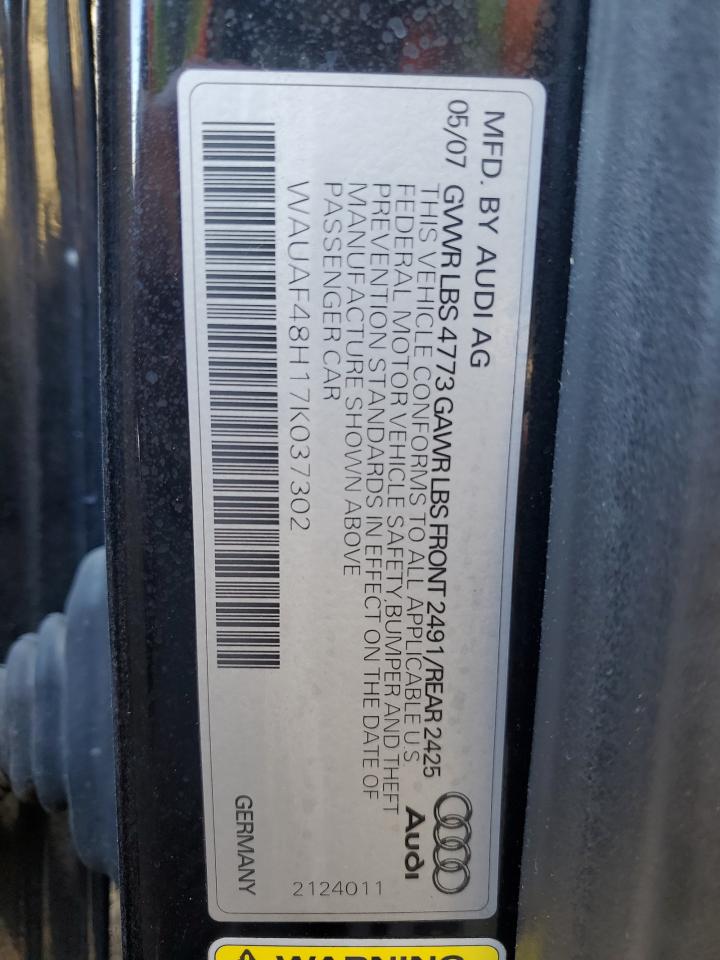 MFD. BY AUDI AG
05/07 GVWR LBS 4773 GAWR LBS FRONT 2491/REAR 2425
THIS VEHICLE CONFORMS TO ALL APPLICABLE U.S
FEDERAL MOTOR VEHICLE SAFETY,BUMPER AND THEFT
PREVENTION STANDARDS IN EFFECT ON THE DATE OF
MANUFACTURE SHOWN ABOVE
PASSENGER CAR
WAUAF48H17K037302
Audi
2124011
GERMANY
WARNING